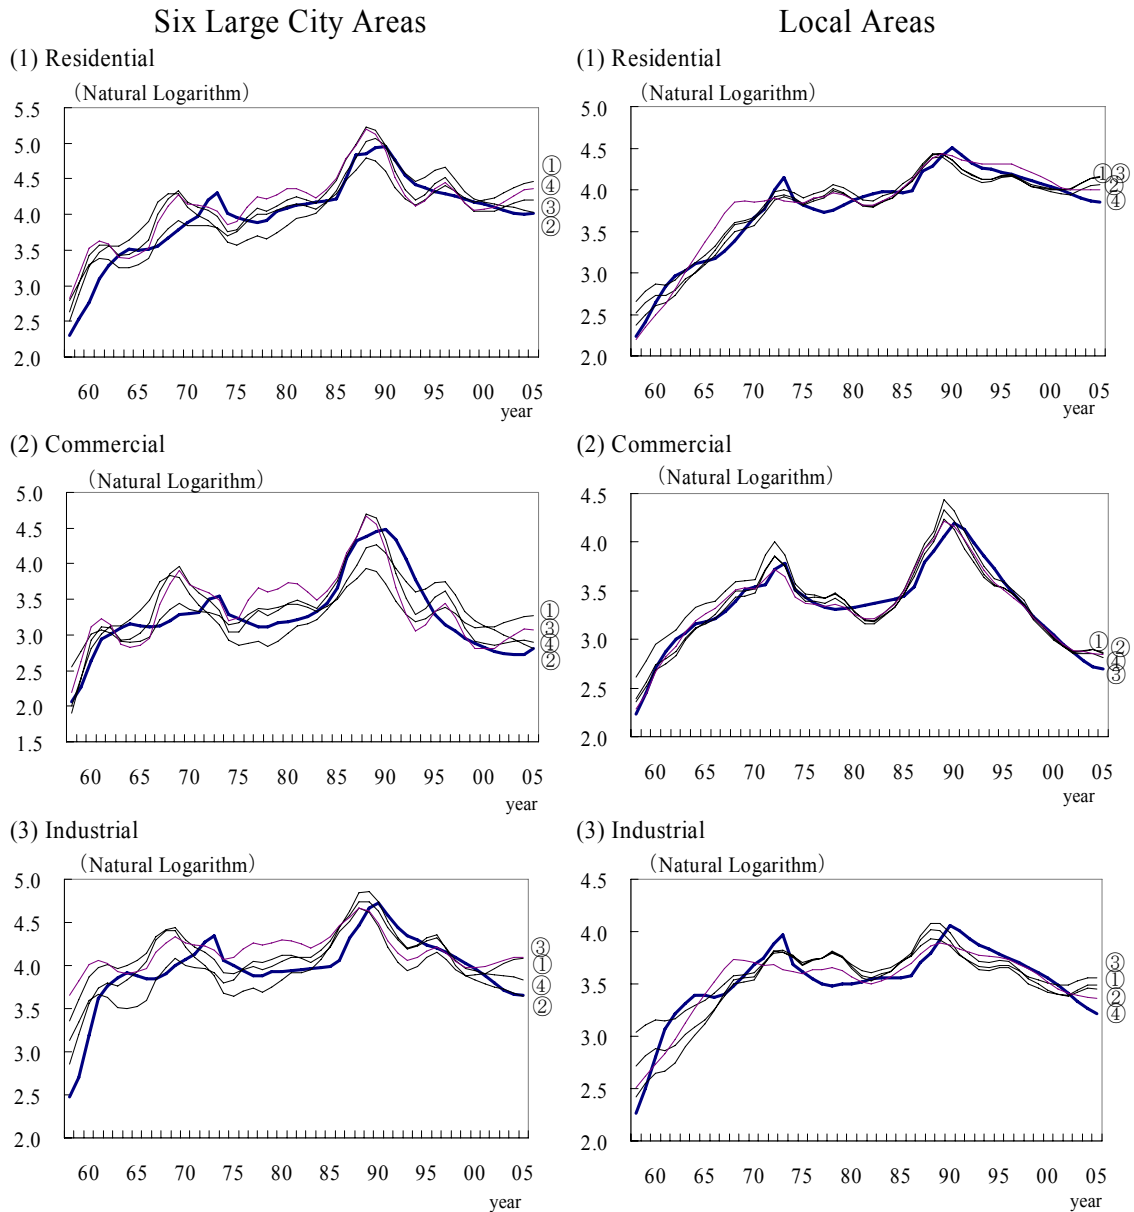 Six Large City Areas
Local Areas
(1) Residential
(Natural Logarithm)
5.5
5.0
4.5
4.0
3.5
3.0
2.5
2.0
①
④
③
②
60 65 70 75 80 85 90 95 00 05
year
(1) Residential
(Natural Logarithm)
5.0
4.5
4.0
3.5
3.0
2.5
2.0
①③
②
④
60 65 70 75 80 85 90 95 00 05
year
(2) Commercial
(Natural Logarithm)
5.0
4.5
4.0
3.5
3.0
2.5
2.0
1.5
①
③
④
②
60 65 70 75 80 85 90 95 00 05
year
(2) Commercial
(Natural Logarithm)
4.5
4.0
3.5
3.0
2.5
2.0
① ②
④
③
60 65 70 75 80 85 90 95 00 05
year
(3) Industrial
(Natural Logarithm)
5.0
4.5
4.0
3.5
3.0
2.5
2.0
③
①
④
②
60 65 70 75 80 85 90 95 00 05
year
(3) Industrial
(Natural Logarithm)
4.5
4.0
3.5
3.0
2.5
2.0
③
①
②
④
60 65 70 75 80 85 90 95 00 05
year